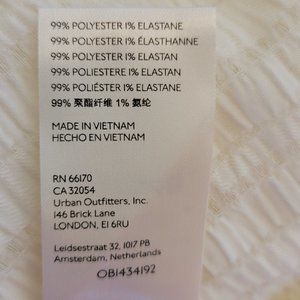 99% POLYESTER 1% ELASTANE
99% POLYESTER 1% ÉLASTHANNE
99% POLYESTER 1% ELASTAN
99% POLIESTERE 1% ELASTAN
99% POLIÉSTER 1% ELASTANE
99% 聚酯纤维 1% 氨纶
MADE IN VIETNAM
HECHO EN VIETNAM
RN 66170
CA 32054
Urban Outfitters, Inc.
146 Brick Lane
LONDON, E1 6RU
Leidsestraat 32, 1017 PB
Amsterdam, Netherlands
OB1434192